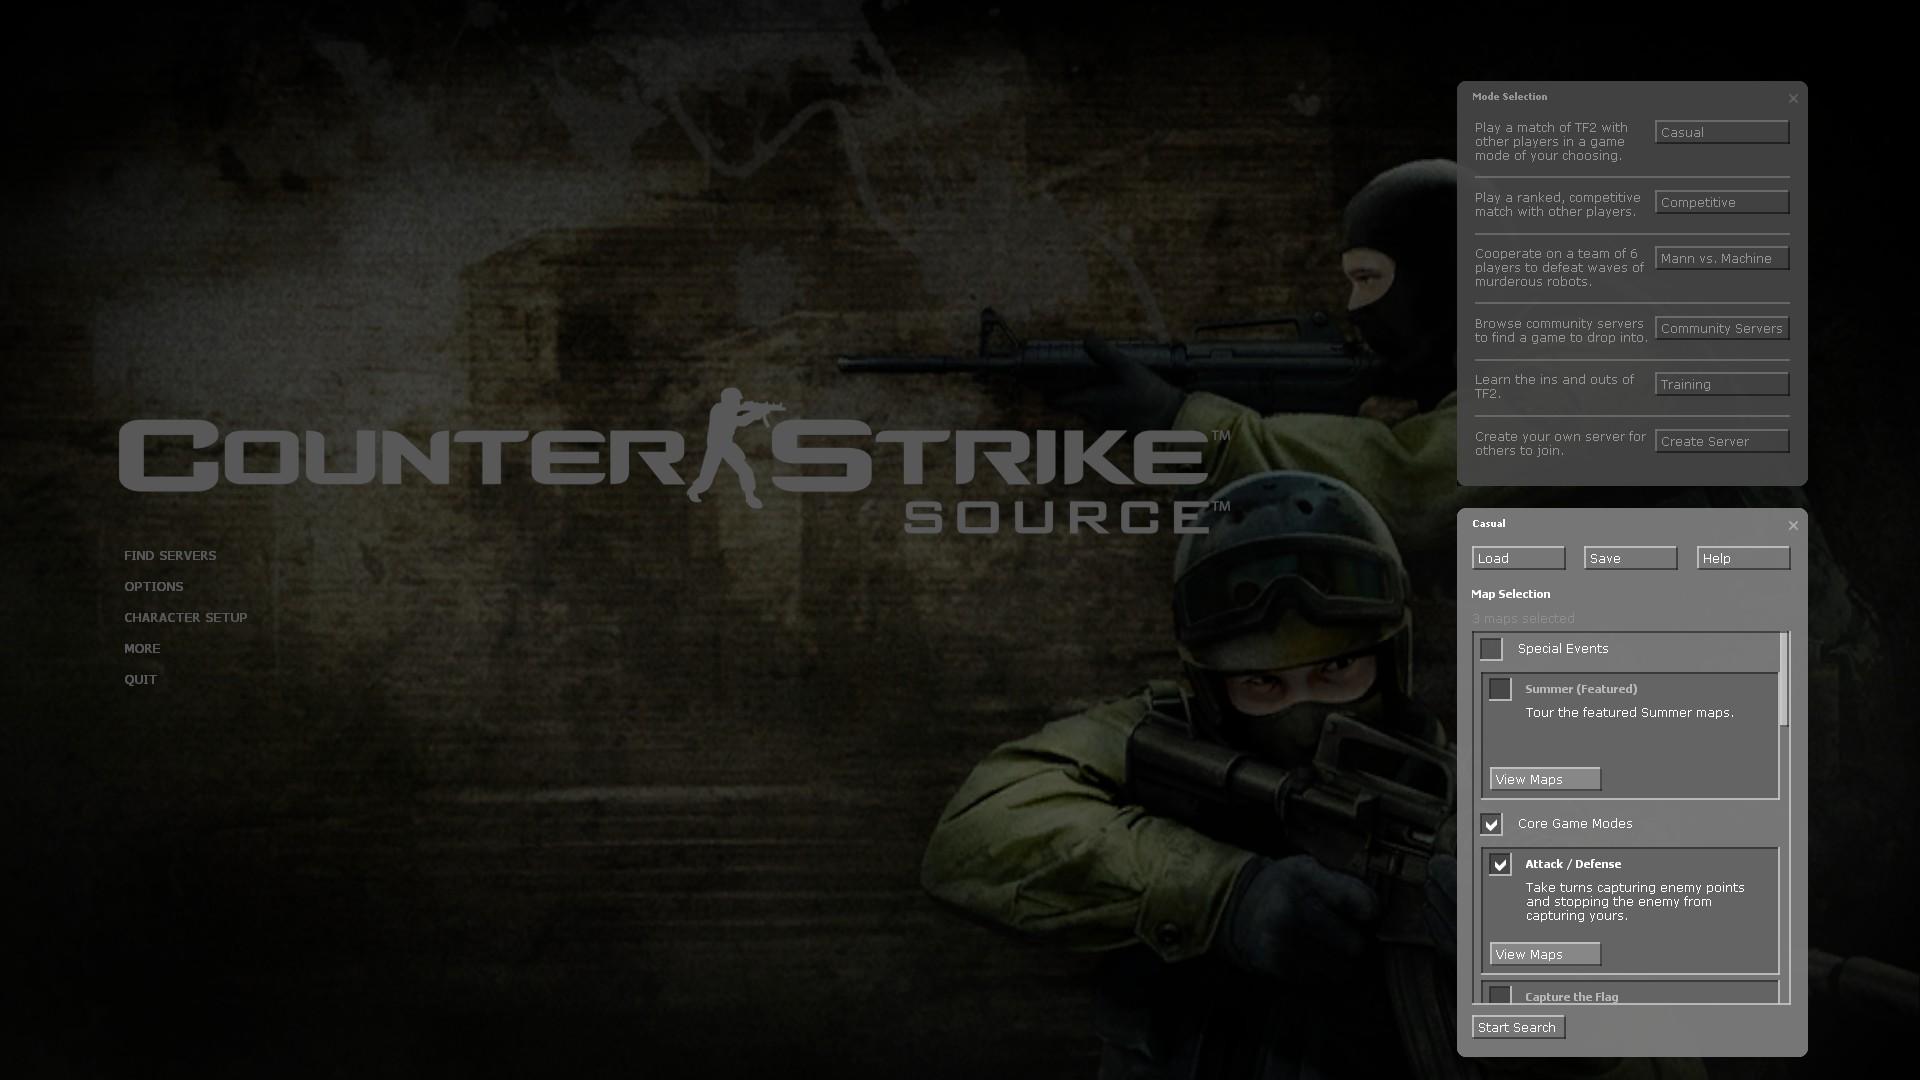 COUNTER STRIKE™
SOURCE™
FIND SERVERS
OPTIONS
CHARACTER SETUP
MORE
QUIT
Mode Selection
Play a match of TF2 with
other players in a game
mode of your choosing.
Casual
Play a ranked, competitive
match with other players.
Competitive
Cooperate on a team of 6
players to defeat waves of
murderous robots.
Mann vs. Machine
Browse community servers
to find a game to drop into.
Community Servers
Learn the ins and outs of
TF2.
Training
Create your own server for
others to join.
Create Server
Casual
Load
Save
Help
Map Selection
3 maps selected
Special Events
Summer (Featured)
Tour the featured Summer maps.
View Maps
Core Game Modes
Attack / Defense
Take turns capturing enemy points
and stopping the enemy from
capturing yours.
View Maps
Capture the Flag
Start Search